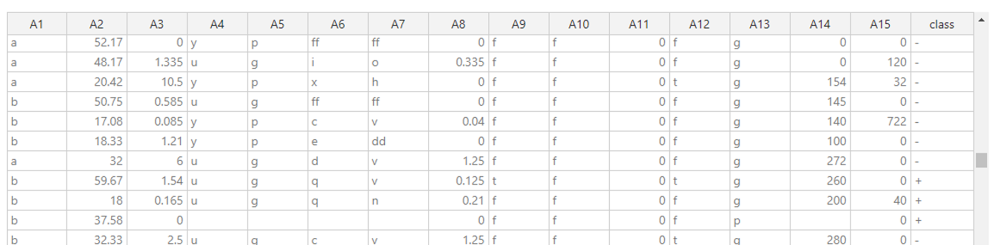 A1 A2 A3 A4 A5 A6 A7 A8 A9 A10 A11 A12 A13 A14 A15 class
a 52.17 0 y p ff ff 0 f f 0 f g 0 0 -
a 48.17 1.335 u g i o 0.335 f f 0 f g 0 120 -
a 20.42 10.5 y p x h 0 f f 0 t g 154 32 -
b 50.75 0.585 u g ff ff 0 f f 0 f g 145 0 -
b 17.08 0.085 y p c v 0.04 f f 0 f g 140 722 -
b 18.33 1.21 y p e dd 0 f f 0 f g 100 0 -
a 32 6 u g d v 1.25 f f 0 f g 272 0 -
b 59.67 1.54 u g q v 0.125 t f 0 t g 260 0 +
b 18 0.165 u g q n 0.21 f f 0 f g 200 40 +
b 37.58 0 0 f f 0 f p 0 +
b 32.33 2.5 u g c v 1.25 f f 0 t g 280 0 -